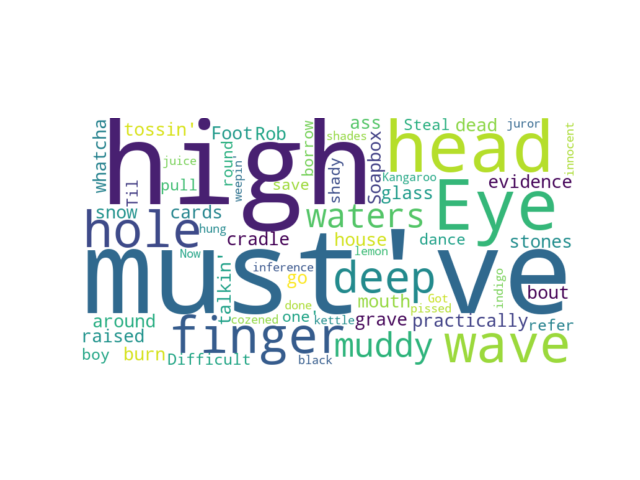 whatcha
tossin'
Foot
Rob
ass
Steal
dead
juror
high
head
juice
weepin
round
borrow
shades
shady
Soapbox
innocent
Til
pull
save
Kangaroo
glass
evidence
snow
cards
waters
Eye
hole
hung
cradle
house
dance
stones
Now
must've
talkin'
inference
lemon
deep
go
indigo
bout
mouth
Got
pissed
done
around
cozened
one,
kettle
grave
practically
refer
raised
finger
muddy
wave
boy
burn
Difficult
black